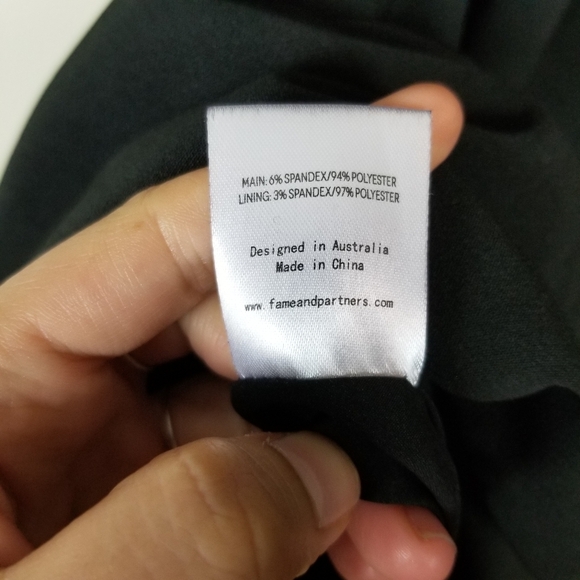 MAIN: 6% SPANDEX/94% POLYESTER
LINING: 3% SPANDEX/97% POLYESTER
Designed in Australia
Made in China
www.fameandpartners.com